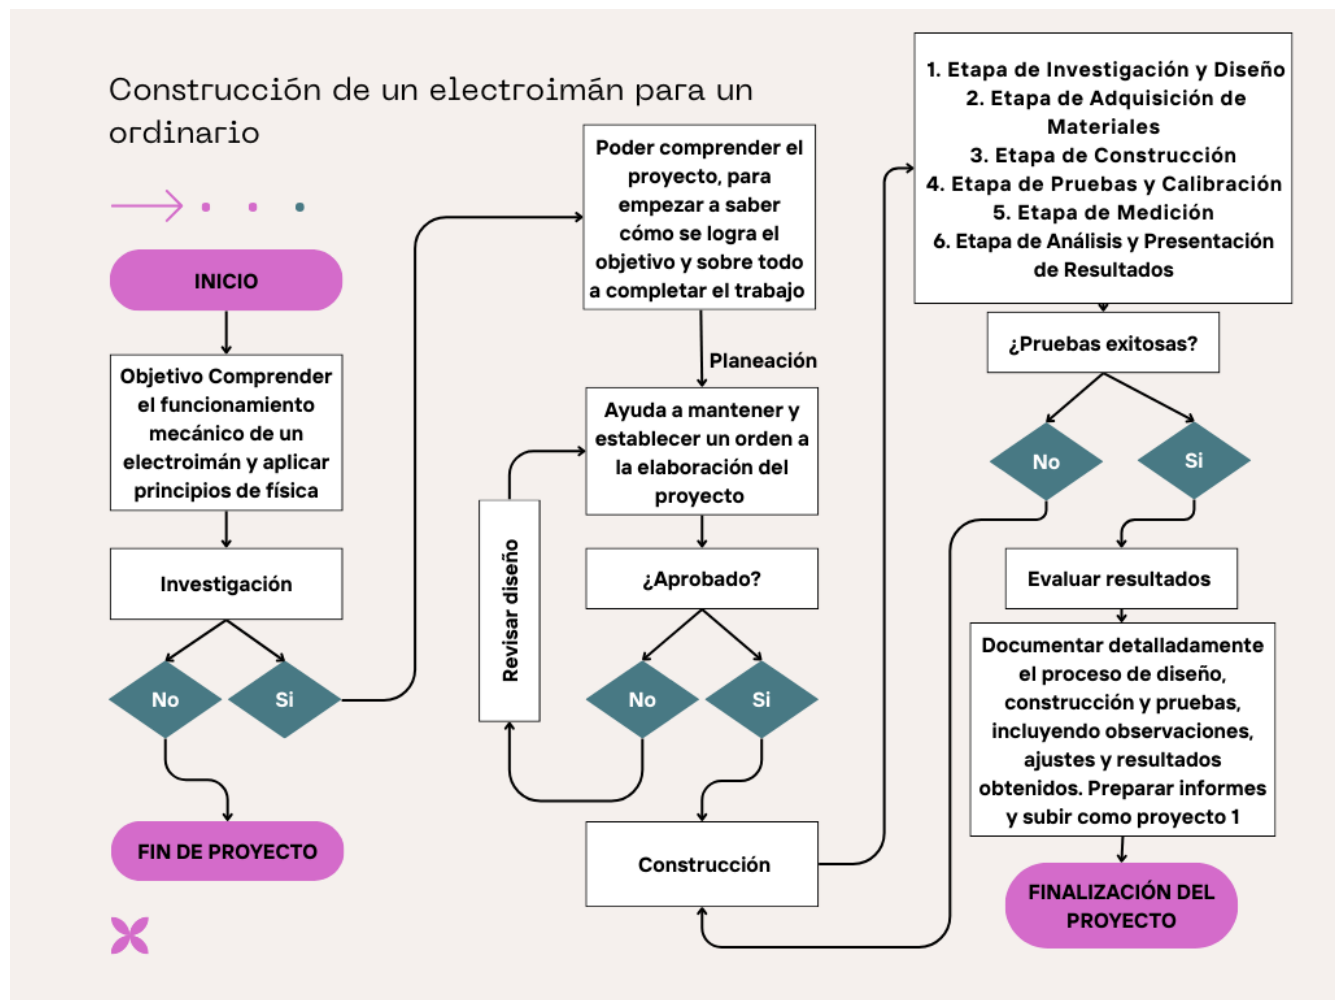 Construcción de un electroimán para un
ordinario
INICIO
Objetivo Comprender
el funcionamiento
mecánico de un
electroimán y aplicar
principios de física
Investigación
No
Si
FIN DE PROYECTO
Poder comprender el
proyecto, para
empezar a saber
cómo se logra el
objetivo y sobre todo
a completar el trabajo
Planeación
Ayuda a mantener y
establecer un orden a
la elaboración del
proyecto
Revisar diseño
¿Aprobado?
No
Si
Construcción
1. Etapa de Investigación y Diseño
2. Etapa de Adquisición de
Materiales
3. Etapa de Construcción
4. Etapa de Pruebas y Calibración
5. Etapa de Medición
6. Etapa de Análisis y Presentación
de Resultados
¿Pruebas exitosas?
No
Si
Evaluar resultados
Documentar detalladamente
el proceso de diseño,
construcción y pruebas,
incluyendo observaciones,
ajustes y resultados
obtenidos. Preparar informes
y subir como proyecto 1
FINALIZACIÓN DEL
PROYECTO